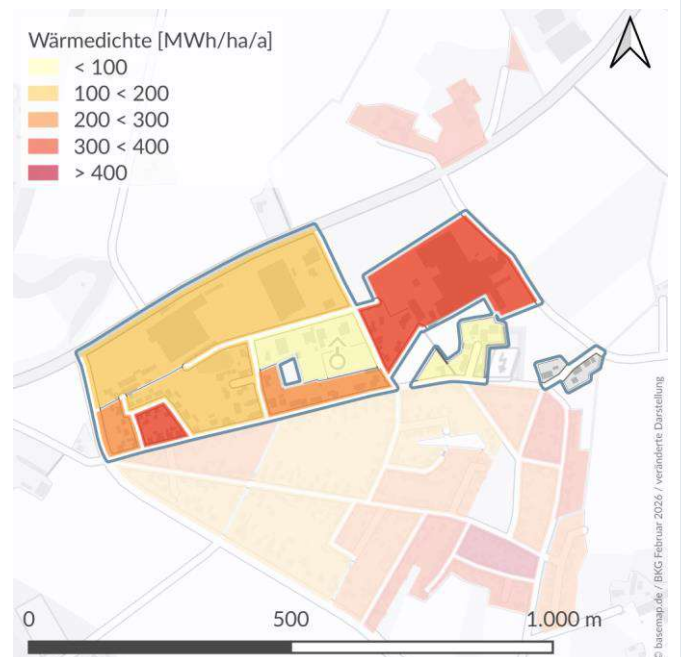 Wärmedichte [MWh/ha/a]
< 100
100 < 200
200 < 300
300 < 400
> 400
© basemap.de / BKG Februar 2026 / veränderte Darstellung
0 500 1.000 m